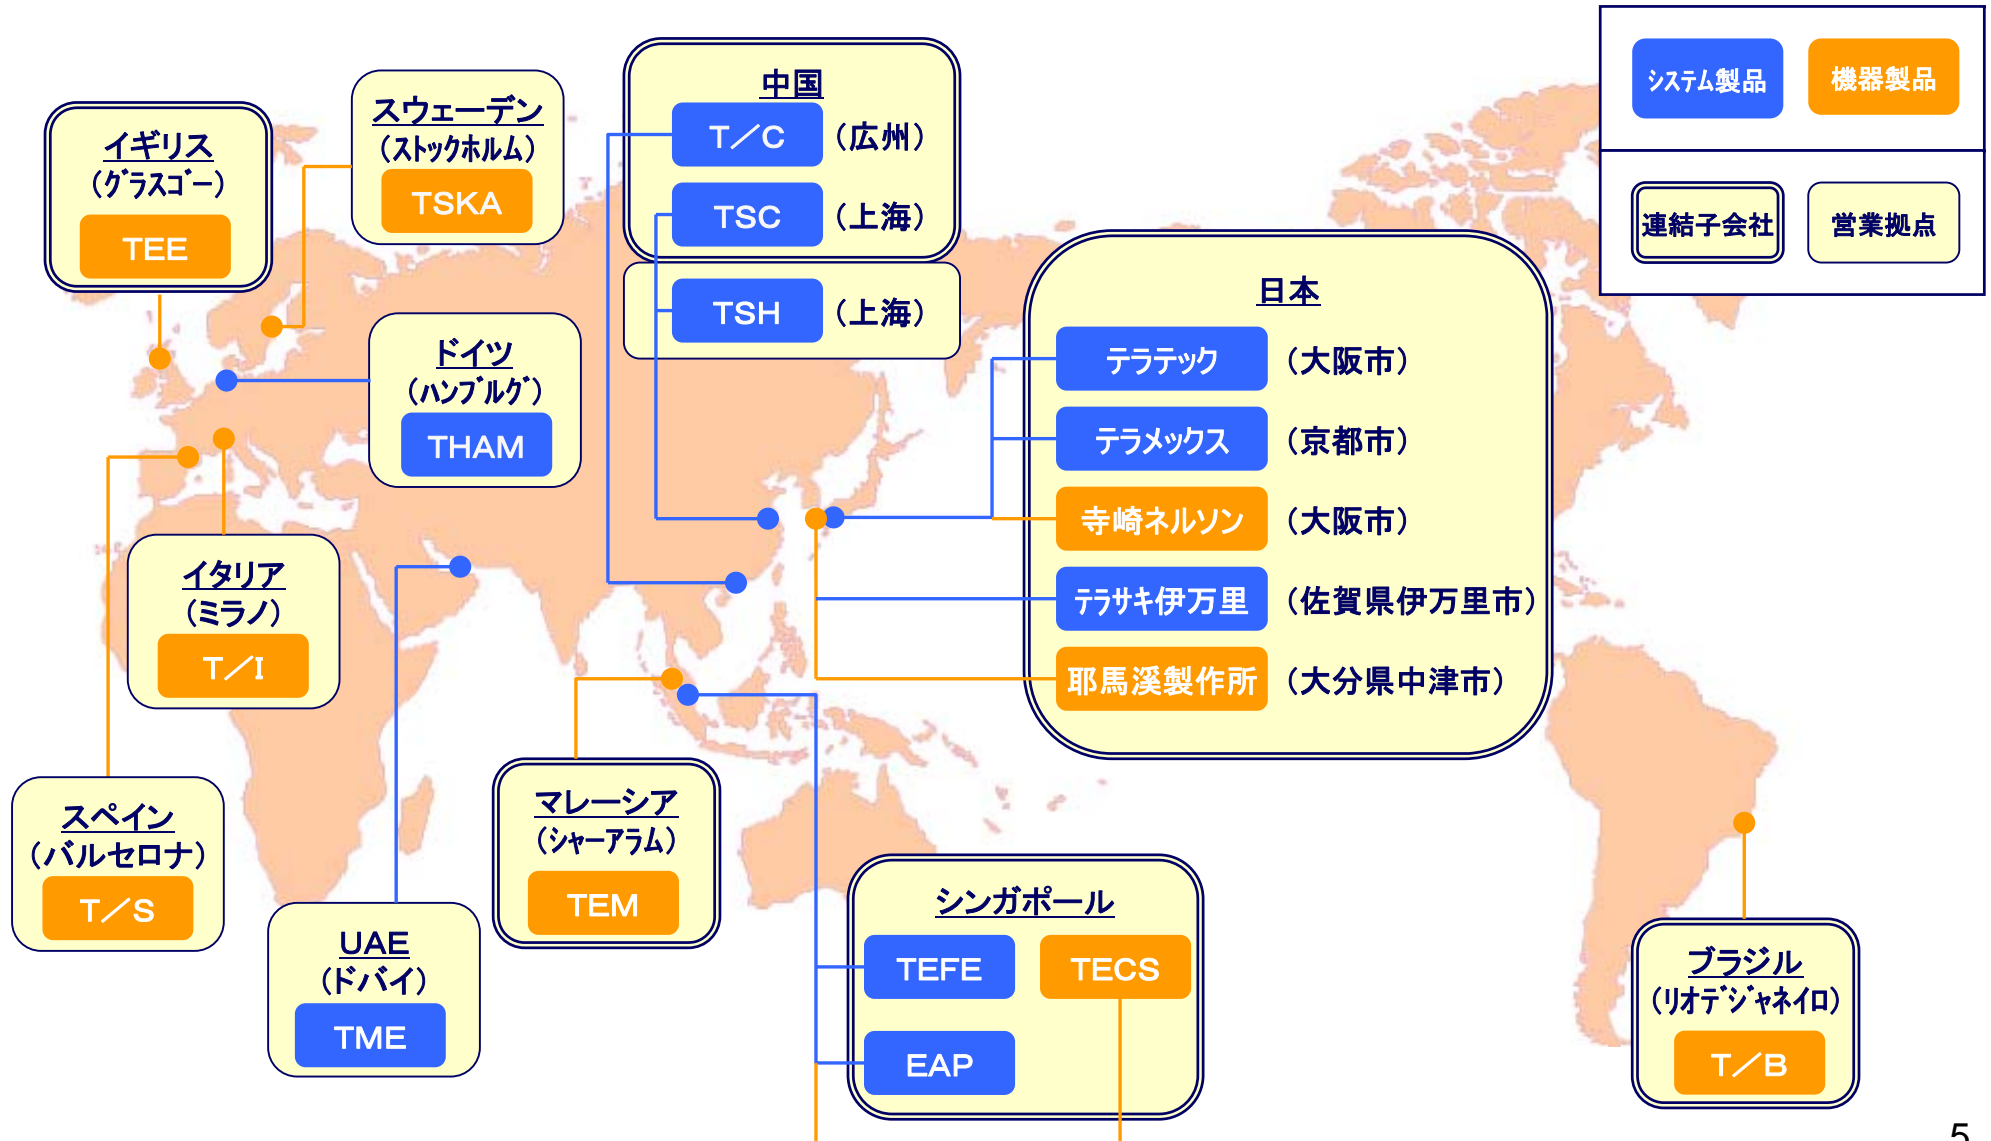 システム製品
機器製品
連結子会社
営業拠点
イギリス
(グラスゴー)
TEE
スウェーデン
(ストックホルム)
TSKA
中国
T/C (広州)
TSC (上海)
TSH (上海)
ドイツ
(ハンブルグ)
THAM
日本
テラテック (大阪市)
テラメックス (京都市)
寺崎ネルソン (大阪市)
テラサキ伊万里 (佐賀県伊万里市)
耶馬溪製作所 (大分県中津市)
イタリア
(ミラノ)
T/I
スペイン
(バルセロナ)
T/S
UAE
(ドバイ)
TME
マレーシア
(シャーアラム)
TEM
シンガポール
TEFE TECS
EAP
ブラジル
(リオデジャネイロ)
T/B
5